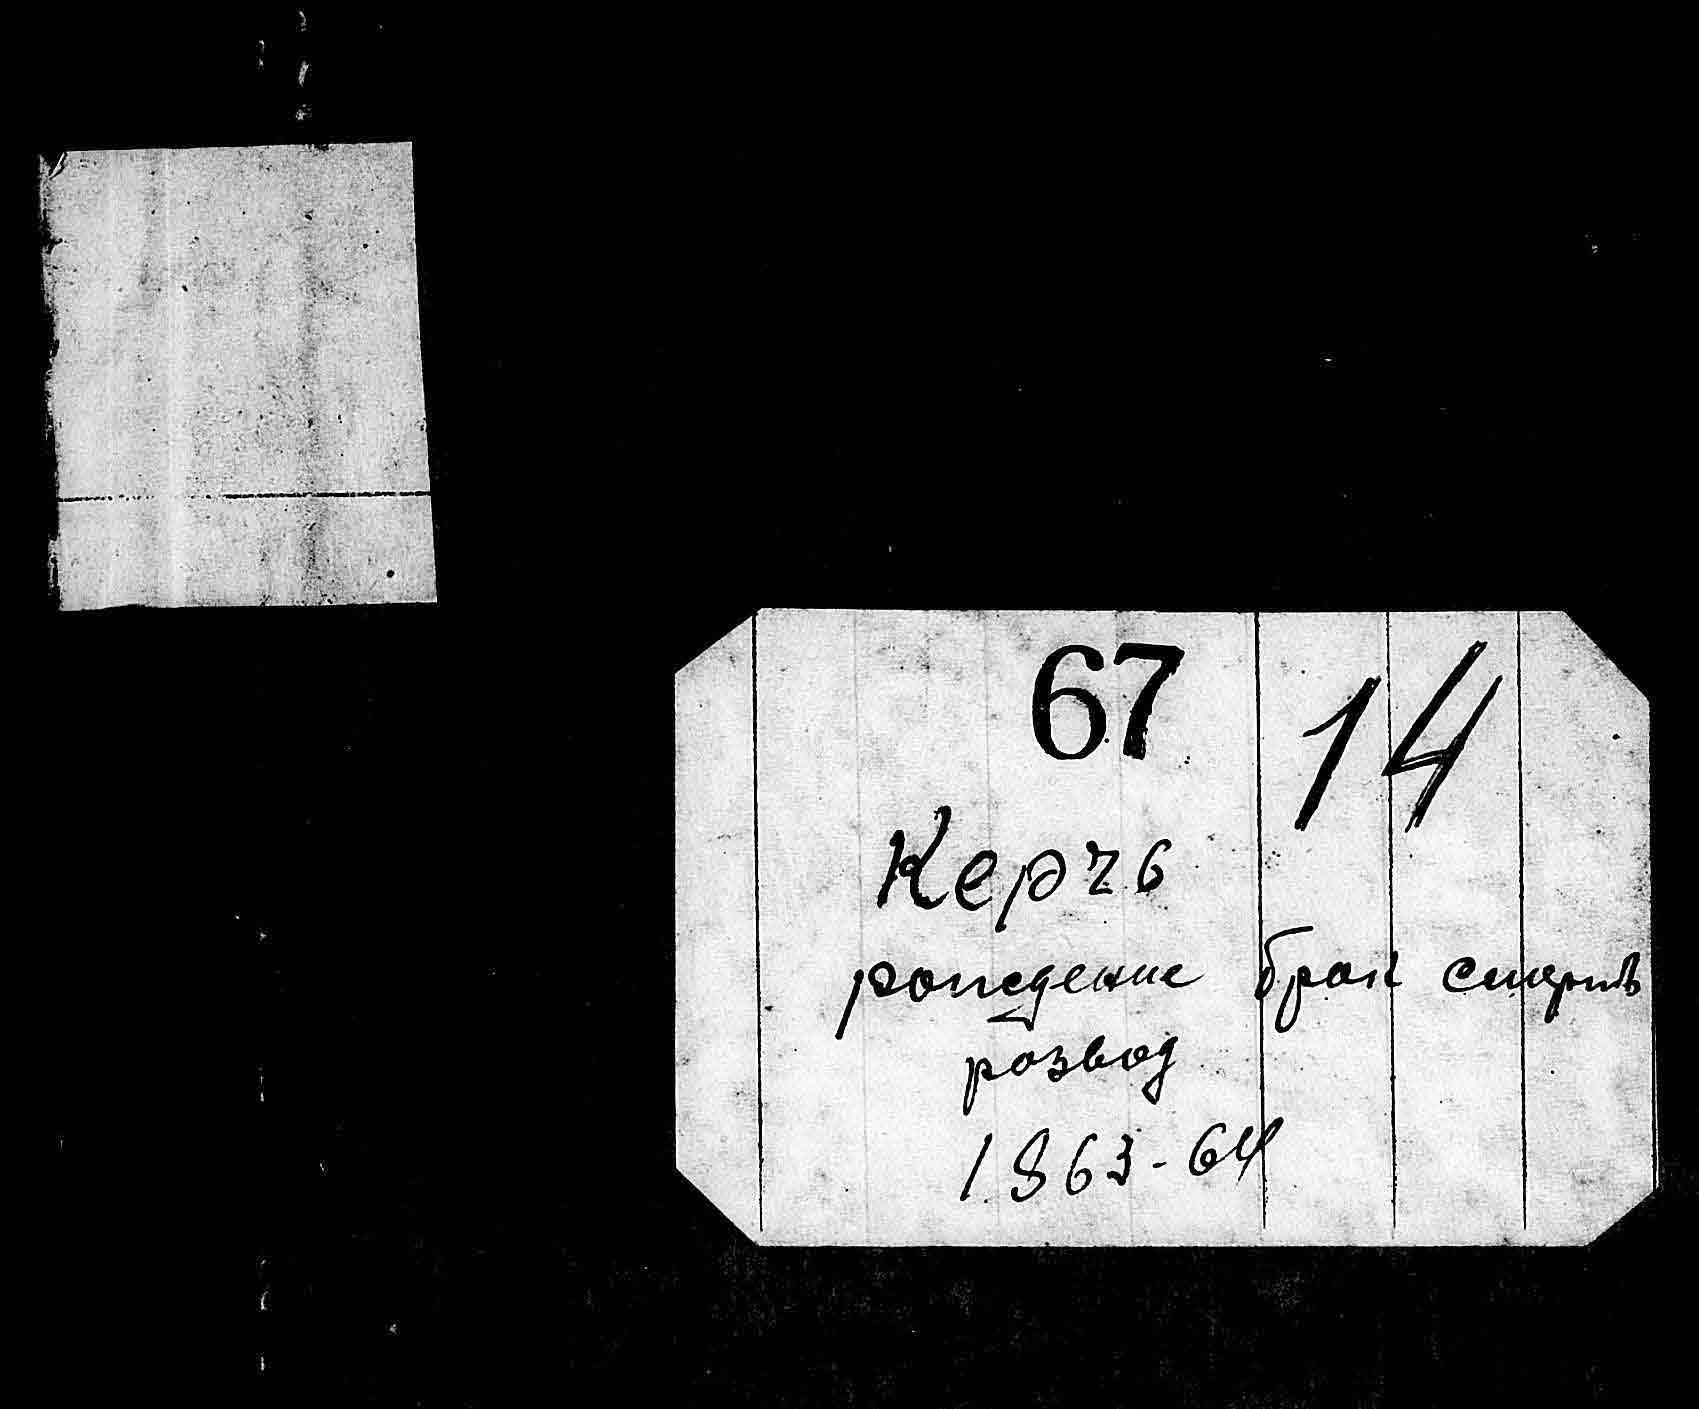 67 14
Керчь
рождение брак смерть
развод
1863-64